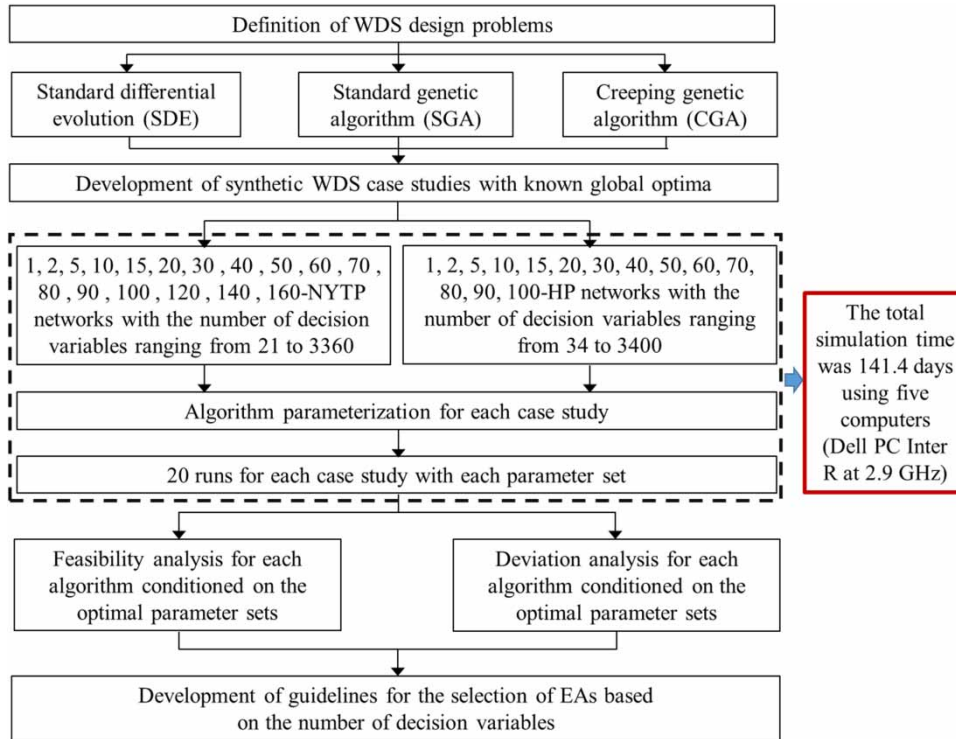 Definition of WDS design problems
Standard differential
evolution (SDE)
Standard genetic
algorithm (SGA)
Creeping genetic
algorithm (CGA)
Development of synthetic WDS case studies with known global optima
1, 2, 5, 10, 15, 20, 30 , 40 , 50 , 60 , 70 ,
80 , 90 , 100 , 120 , 140 , 160-NYTP
networks with the number of decision
variables ranging from 21 to 3360
1, 2, 5, 10, 15, 20, 30, 40, 50, 60, 70,
80, 90, 100-HP networks with the
number of decision variables ranging
from 34 to 3400
The total
simulation time
was 141.4 days
using five
computers
(Dell PC Inter
R at 2.9 GHz)
Algorithm parameterization for each case study
20 runs for each case study with each parameter set
Feasibility analysis for each
algorithm conditioned on the
optimal parameter sets
Deviation analysis for each
algorithm conditioned on the
optimal parameter sets
Development of guidelines for the selection of EAs based
on the number of decision variables